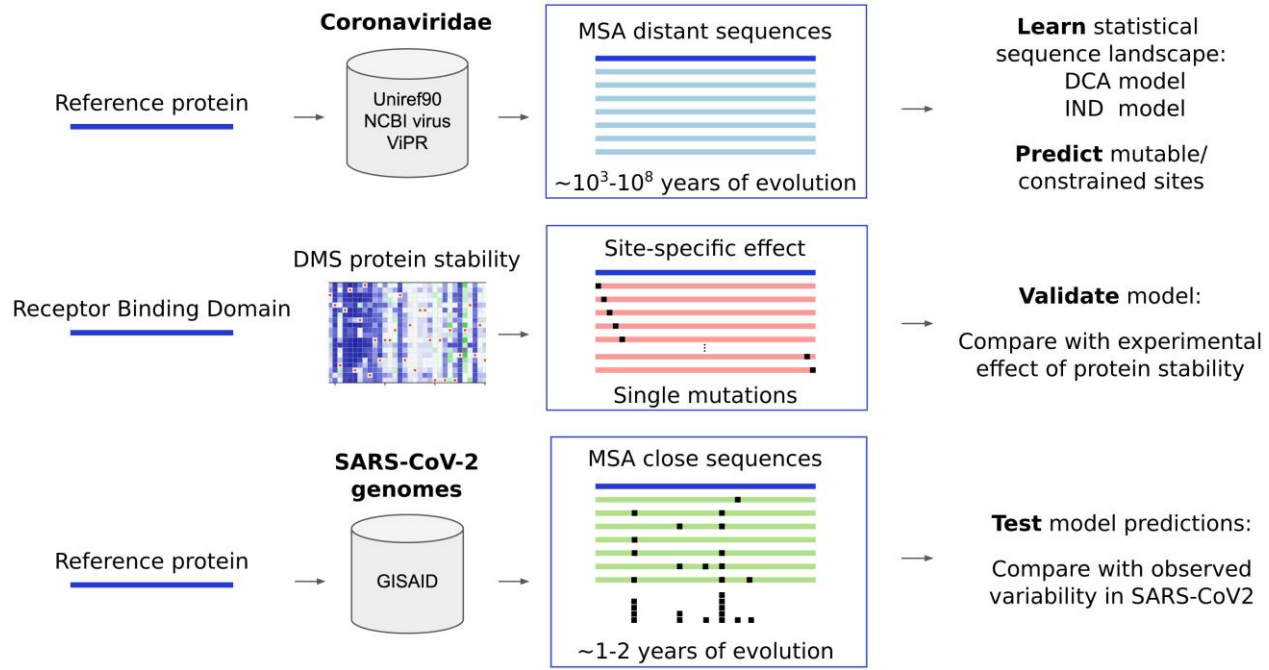 Coronaviridae
Reference protein
Uniref90
NCBI virus
ViPR
MSA distant sequences
~10³-10⁸ years of evolution
Learn statistical
sequence landscape:
DCA model
IND model
Predict mutable/
constrained sites
Receptor Binding Domain
DMS protein stability
Site-specific effect
Single mutations
Validate model:
Compare with experimental
effect of protein stability
Reference protein
SARS-CoV-2
genomes
GISAID
MSA close sequences
~1-2 years of evolution
Test model predictions:
Compare with observed
variability in SARS-CoV2